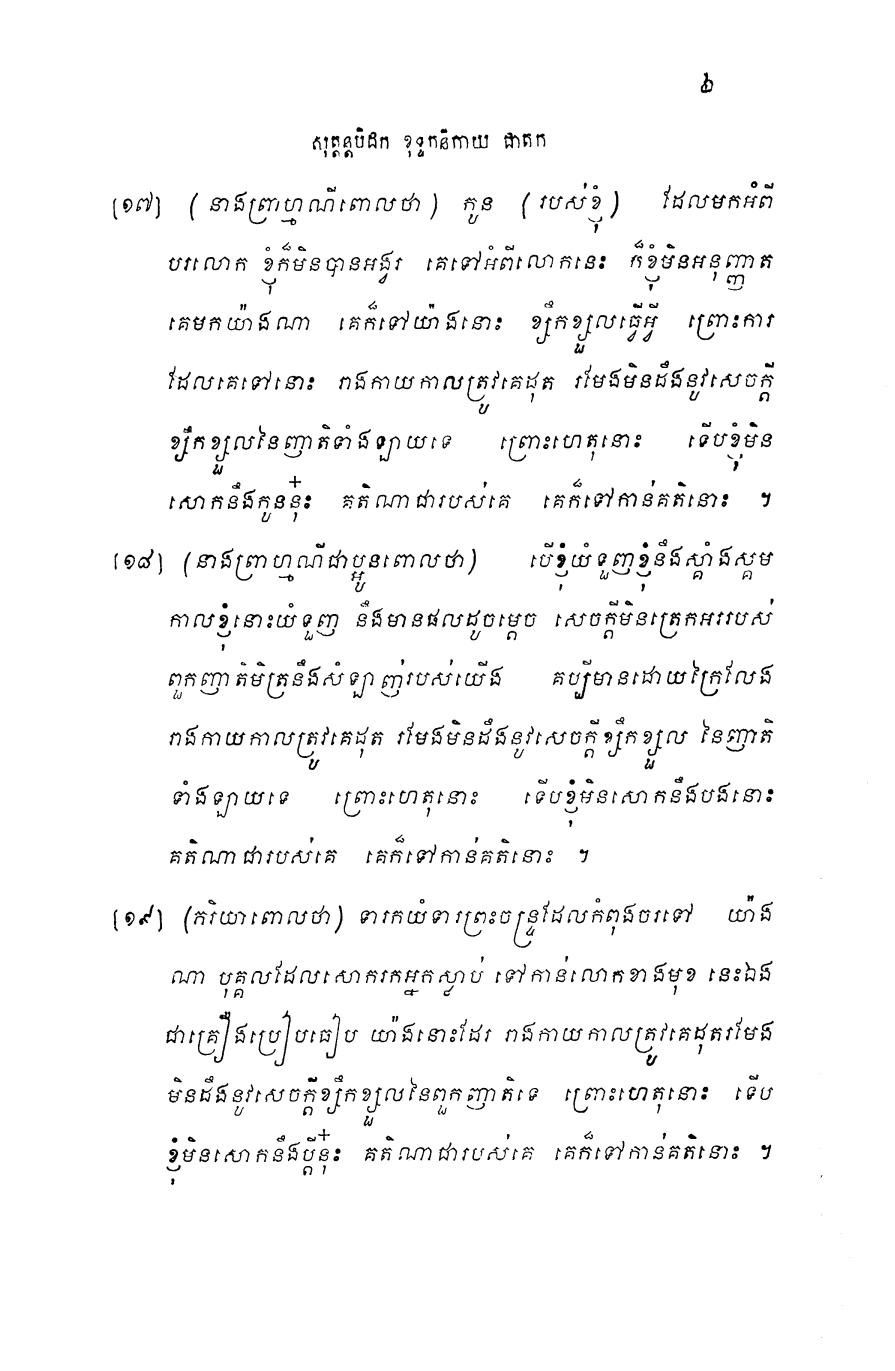 ៦
សុត្តន្តបិដក ខុទ្ទកនិកាយ ជាតក
[១៧] (នាងព្រាហ្មណីពោលថា) កូន (របស់ខ្ញុំ) ដែលមកអំពី
បរលោក ខ្ញុំក៏មិនបានអង្វរ គេទៅអំពីលោកនេះ ក៏ខ្ញុំមិនអនុញ្ញាត
គេមកយ៉ាងណា គេក៏ទៅយ៉ាងនោះ ខ្សឹកខ្សួលធ្វើអ្វី ព្រោះការ
ដែលគេទៅនោះ រាងកាយកាលត្រូវគេដុត រមែងមិនដឹងនូវសេចក្តី
ខ្សឹកខ្សួលនៃញាតិទាំងឡាយទេ ព្រោះហេតុនោះ ទើបខ្ញុំមិន
សោកនឹងកូននុ៎ះ គតិណាជារបស់គេ គេក៏ទៅកាន់គតិនោះ ។
[១៨] (នាងព្រាហ្មណីជាប្អូនពោលថា) បើខ្ញុំយំទួញខ្ញុំនឹងស្គាំងស្គម
កាលខ្ញុំនោះយំទួញ នឹងមានផលដូចម្តេច សេចក្តីមិនត្រេកអររបស់
ពួកញាតិមិត្រនឹងសំឡាញ់របស់យើង គប្បីមានដោយក្រៃលែង
រាងកាយកាលត្រូវគេដុត រមែងមិនដឹងនូវសេចក្តីខ្សឹកខ្សួល នៃញាតិ
ទាំងឡាយទេ ព្រោះហេតុនោះ ទើបខ្ញុំមិនសោកនឹងបងនោះ
គតិណាជារបស់គេ គេក៏ទៅកាន់គតិនោះ ។
[១៩] (ភរិយាពោលថា) ទារកយំទារព្រះចន្ទ្រដែលកំពុងចរទៅ យ៉ាង
ណា បុគ្គលដែលសោករកអ្នកស្លាប់ ទៅកាន់លោកខាងមុខ នេះឯង
ជាគ្រឿងប្រៀបធៀប យ៉ាងនោះដែរ រាងកាយកាលត្រូវគេដុតរមែង
មិនដឹងនូវសេចក្តីខ្សឹកខ្សួលនៃពួកញាតិទេ ព្រោះហេតុនោះ ទើប
ខ្ញុំមិនសោកនឹងប្តីនុ៎ះ គតិណាជារបស់គេ គេក៏ទៅកាន់គតិនោះ ។